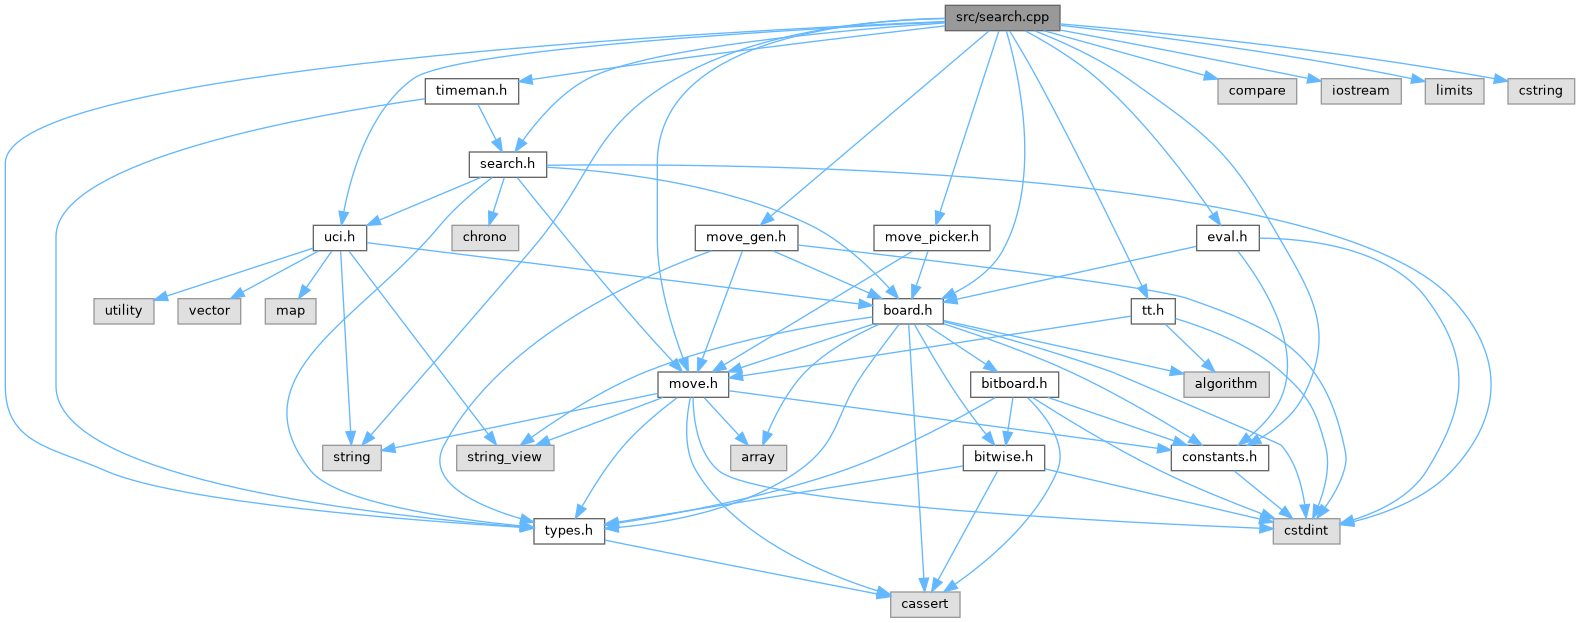 src/search.cpp
timeman.h
compare
iostream
limits
cstring
search.h
uci.h
chrono
move_gen.h
move_picker.h
eval.h
utility
vector
map
board.h
tt.h
move.h
bitboard.h
algorithm
string
string_view
array
bitwise.h
constants.h
types.h
cstdint
cassert